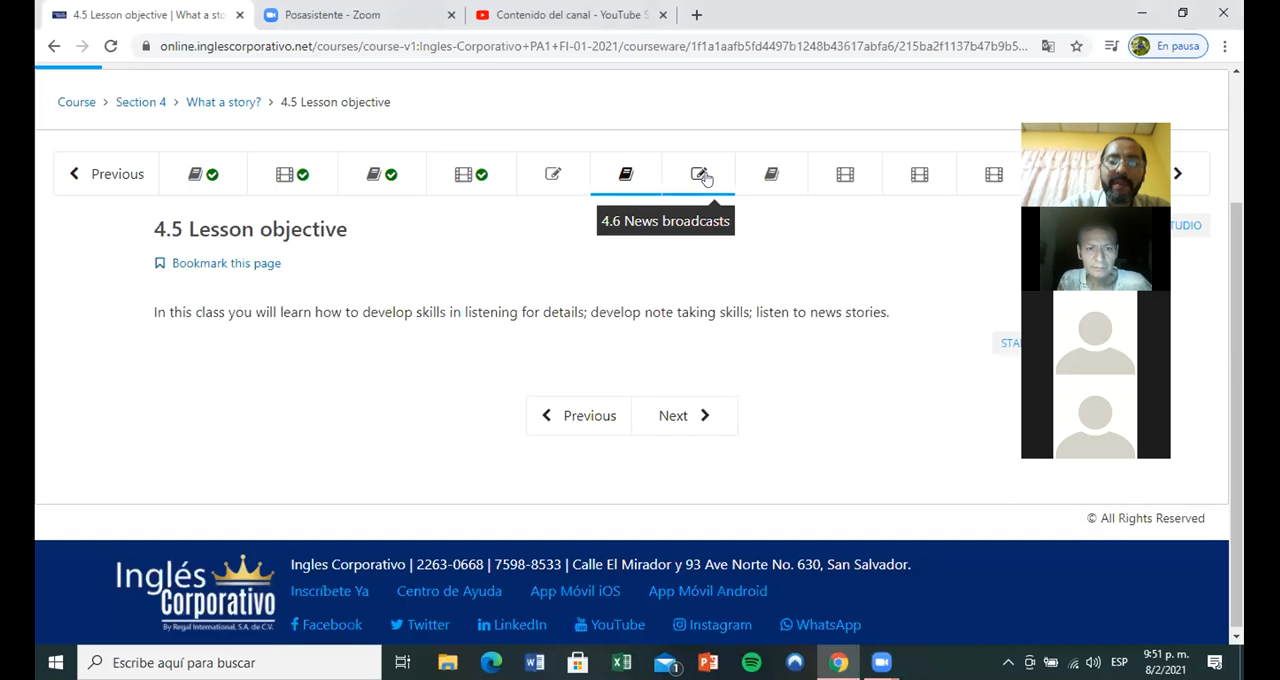 4.5 Lesson objective | What a sto
Posasistente - Zoom
Contenido del canal - YouTube S
online.inglescorporativo.net/courses/course-v1:Ingles-Corporativo+PA1+FI-01-2021/courseware/1f1a1aafb5fd4497b1248b43617abfa6/215ba2f1137b47b9b5...
En pausa
Course > Section 4 > What a story? > 4.5 Lesson objective
Previous
4.6 News broadcasts
4.5 Lesson objective
TUDIO
Bookmark this page
In this class you will learn how to develop skills in listening for details; develop note taking skills; listen to news stories.
STA
Previous
Next
© All Rights Reserved
Inglés Corporativo
By Regal International, S.A. de C.V.
Ingles Corporativo | 2263-0668 | 7598-8533 | Calle El Mirador y 93 Ave Norte No. 630, San Salvador.
Inscríbete Ya Centro de Ayuda App Móvil iOS App Móvil Android
Facebook Twitter LinkedIn YouTube Instagram WhatsApp
Escribe aquí para buscar
1
ESP
9:51 p. m.
8/2/2021